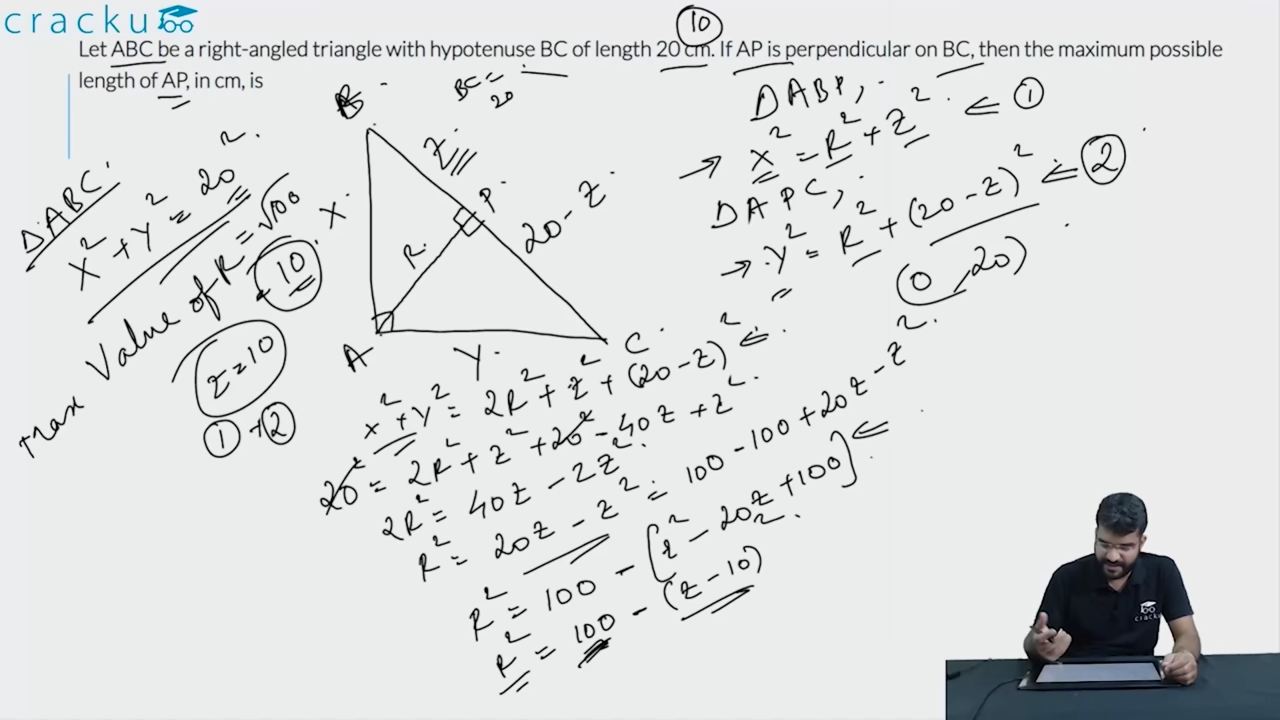 cracku
10
Let ABC be a right-angled triangle with hypotenuse BC of length 20 cm. If AP is perpendicular on BC, then the maximum possible
length of AP, in cm, is
BC = 20
B
Z
P
20 - Z
X
R
A
Y
C
ΔABC
X² + Y² = 20²
Max Value of R = √100
= 10
Z = 10
① + ②
ΔABP,
→ X² = R² + Z² ⇐ ①
ΔAPC,
→ Y² = R² + (20 - Z)² ⇐ ②
(0, 20)
X² + Y² = 2R² + Z² + (20 - Z)² ⇐
20² = 2R² + Z² + 20² - 40Z + Z²
2R² = 40Z - 2Z²
R² = 20Z - Z² = 100 - 100 + 20Z - Z²
R² = 100 - [Z² - 20Z + 100] ⇐
R² = 100 - (Z - 10)²
cracku